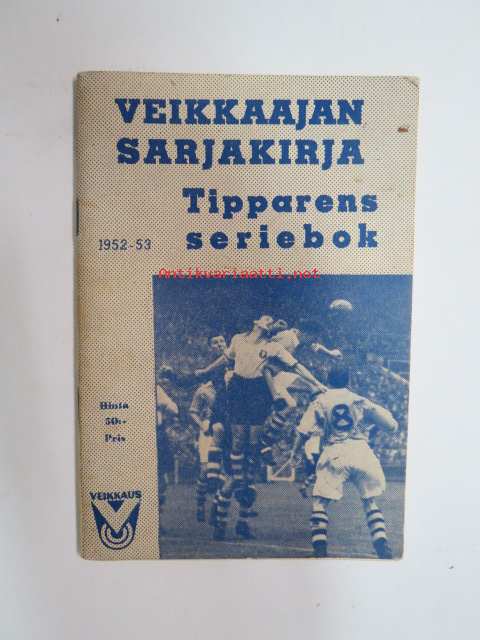 VEIKKAAJAN
SARJAKIRJA
Tipparens
seriebok
1952-53
Antikvariaatti.net
8
Hinta
50:-
Pris
VEIKKAUS